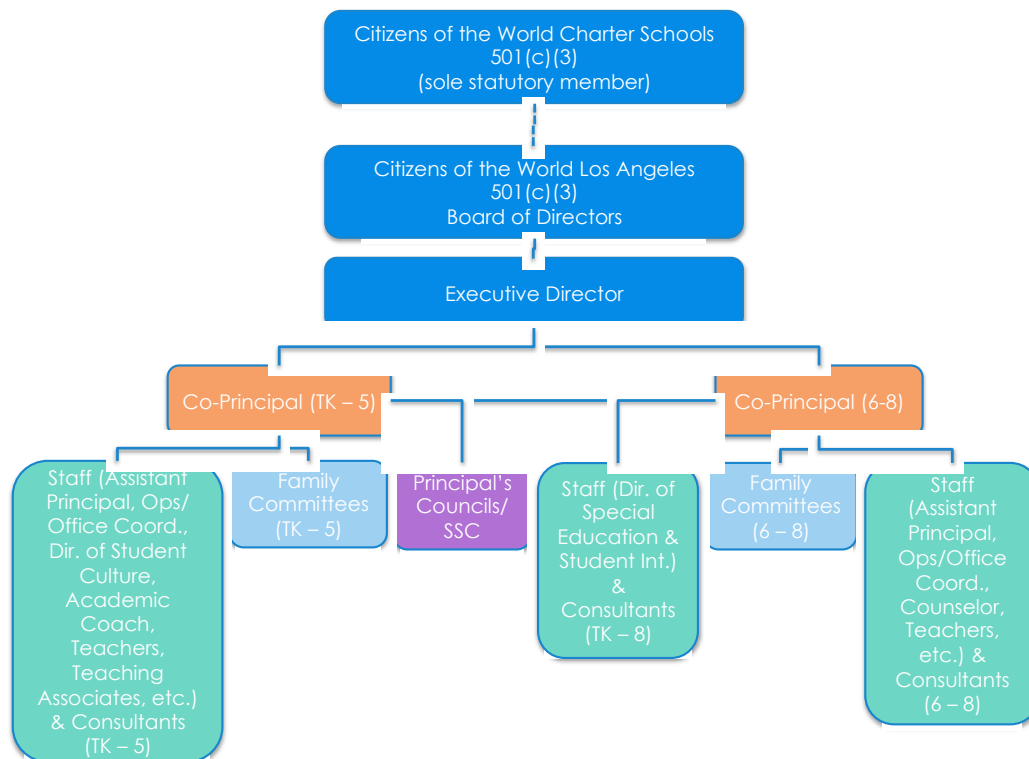 Citizens of the World Charter Schools
501(c)(3)
(sole statutory member)
Citizens of the World Los Angeles
501(c)(3)
Board of Directors
Executive Director
Co-Principal (TK – 5)
Co-Principal (6-8)
Staff (Assistant
Principal, Ops/
Office Coord.,
Dir. of Student
Culture,
Academic
Coach,
Teachers,
Teaching
Associates, etc.)
& Consultants
(TK – 5)
Family
Committees
(TK – 5)
Principal’s
Councils/
SSC
Staff (Dir. of
Special
Education &
Student Int.)
&
Consultants
(TK – 8)
Family
Committees
(6 – 8)
Staff
(Assistant
Principal,
Ops/Office
Coord.,
Counselor,
Teachers,
etc.) &
Consultants
(6 – 8)